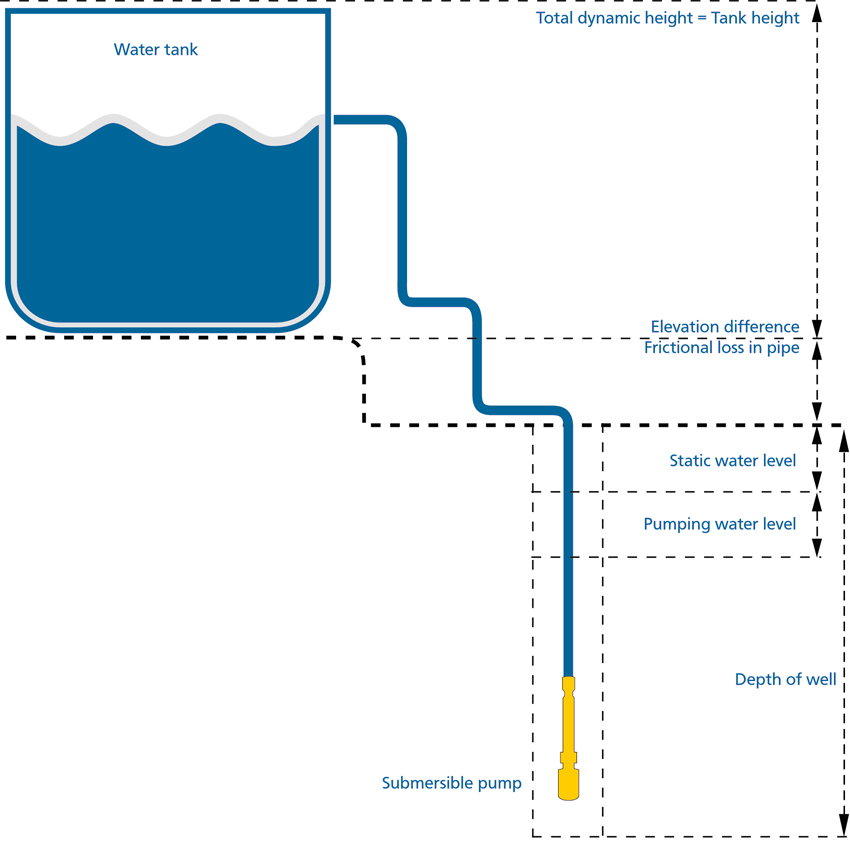 Total dynamic height = Tank height
Water tank
Elevation difference
Frictional loss in pipe
Static water level
Pumping water level
Depth of well
Submersible pump